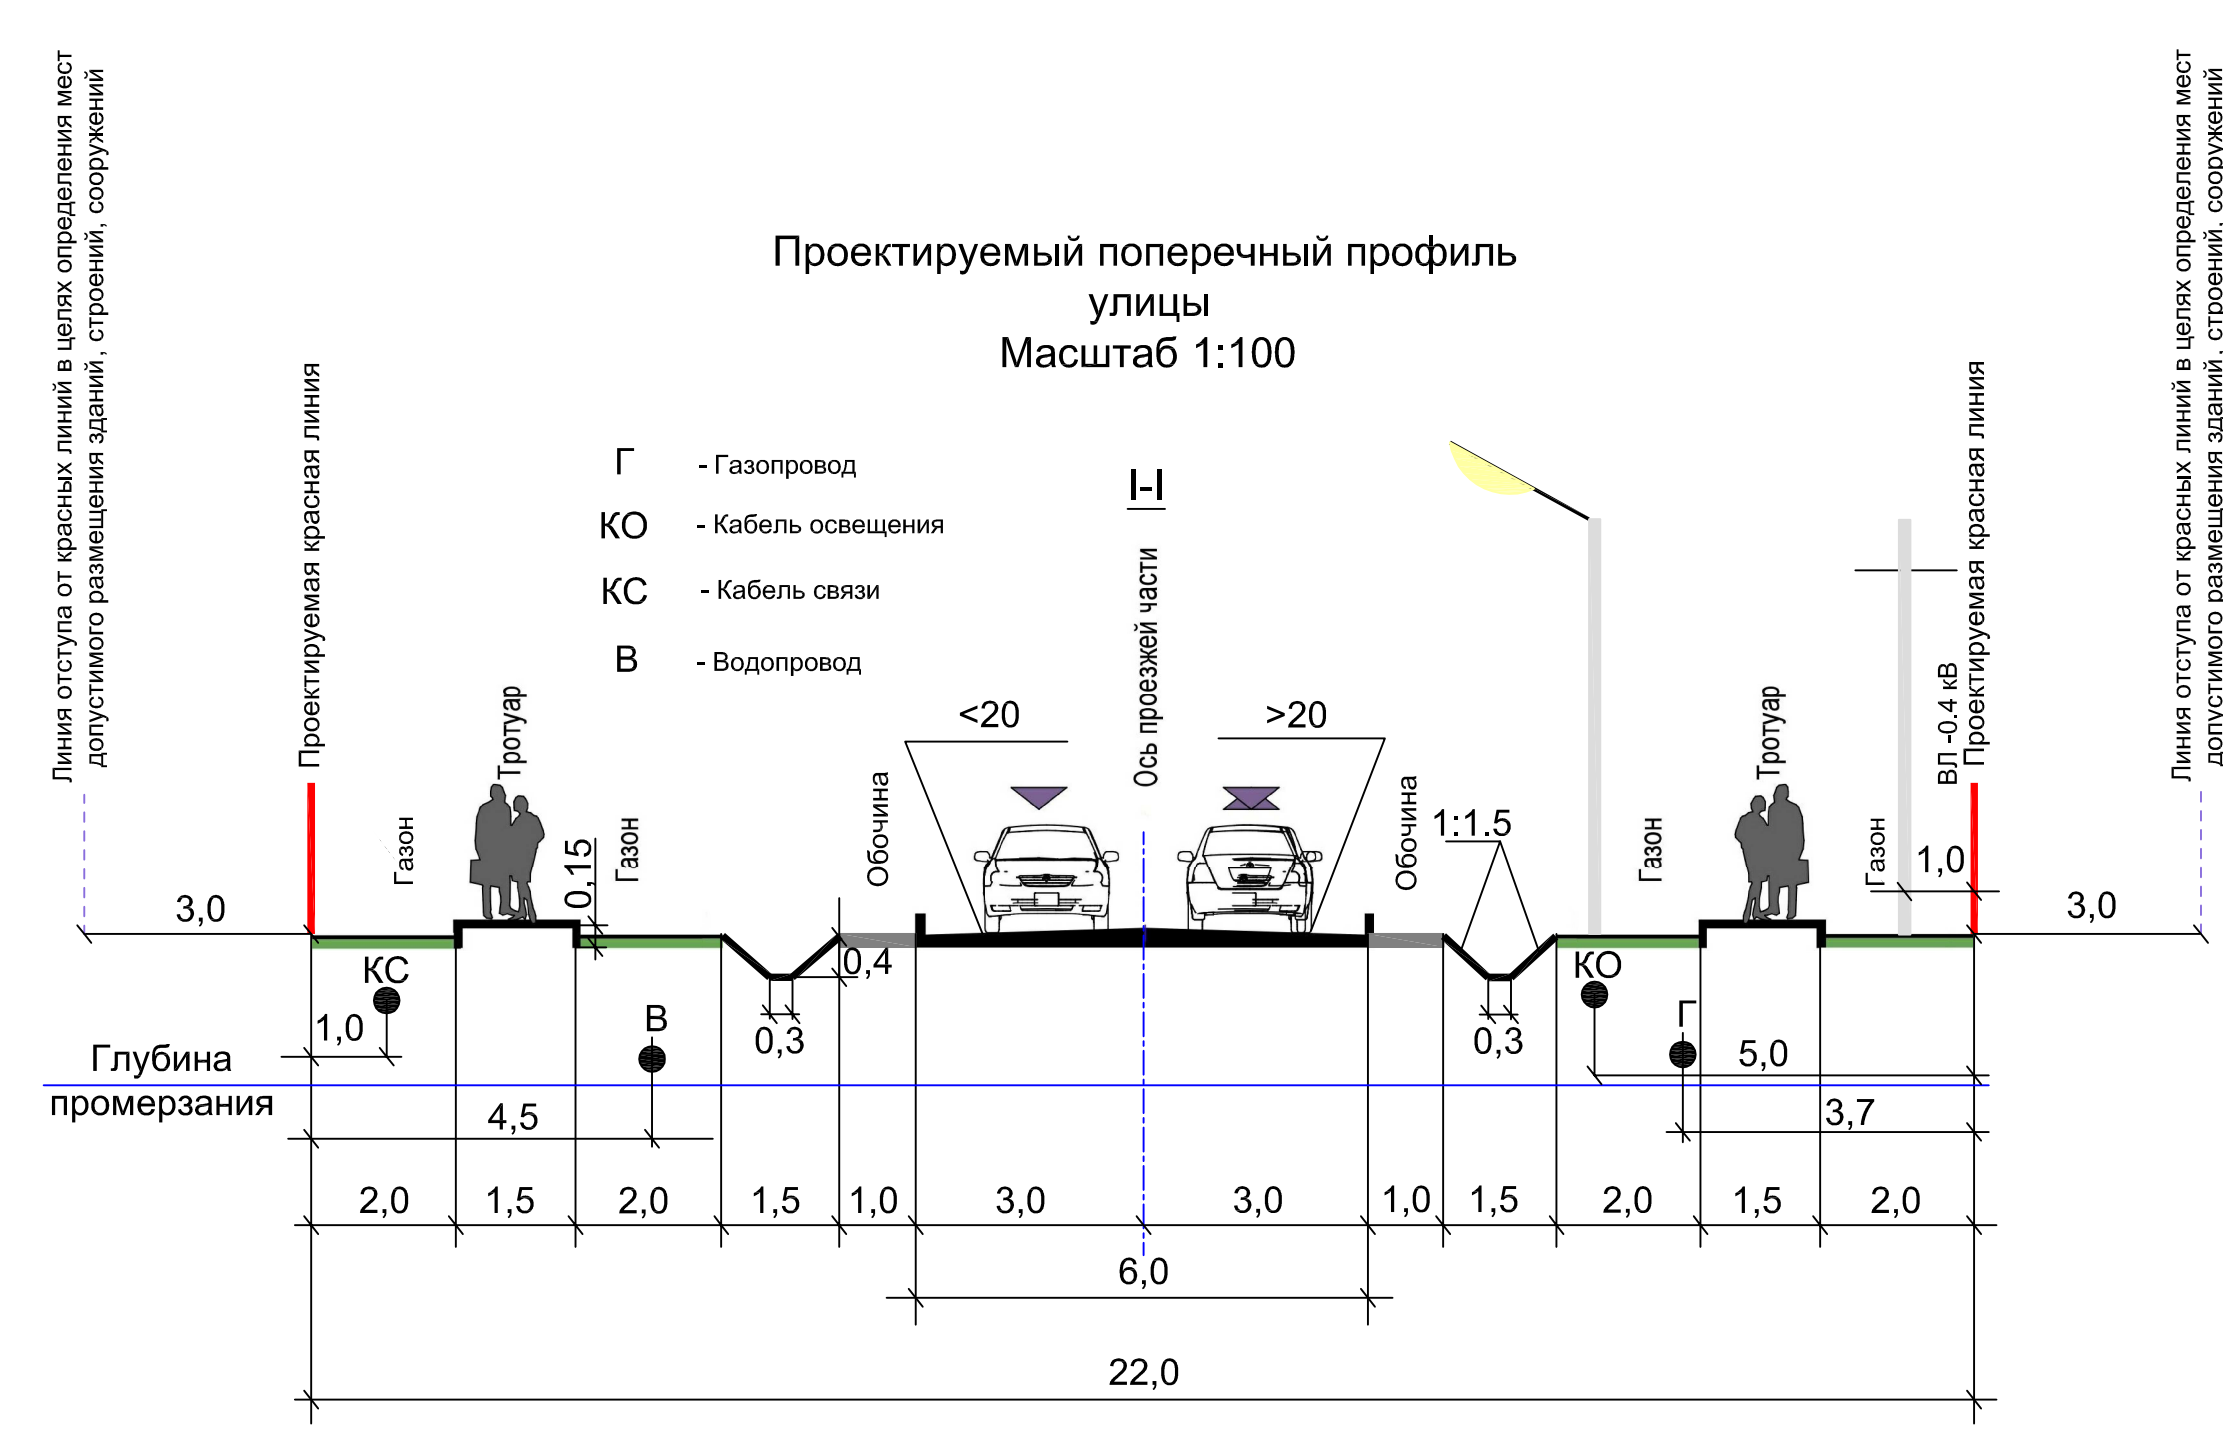 Проектируемый поперечный профиль
улицы
Масштаб 1:100
I-I
Г - Газопровод
КО - Кабель освещения
КС - Кабель связи
В - Водопровод
Линия отступа от красных линий в целях определения мест
допустимого размещения зданий, строений, сооружений
Проектируемая красная линия
Газон
Тротуар
0,15
Газон
Обочина
<20
Ось проезжей части
>20
Обочина
1:1.5
Газон
Тротуар
Газон
ВЛ -0.4 кВ
Проектируемая красная линия
1,0
Линия отступа от красных линий в целях определения мест
допустимого размещения зданий, строений, сооружений
3,0
3,0
КС
0,4
КО
1,0
В
0,3
0,3
Г
5,0
Глубина
промерзания
4,5
3,7
2,0 1,5 2,0 1,5 1,0 3,0 3,0 1,0 1,5 2,0 1,5 2,0
6,0
22,0